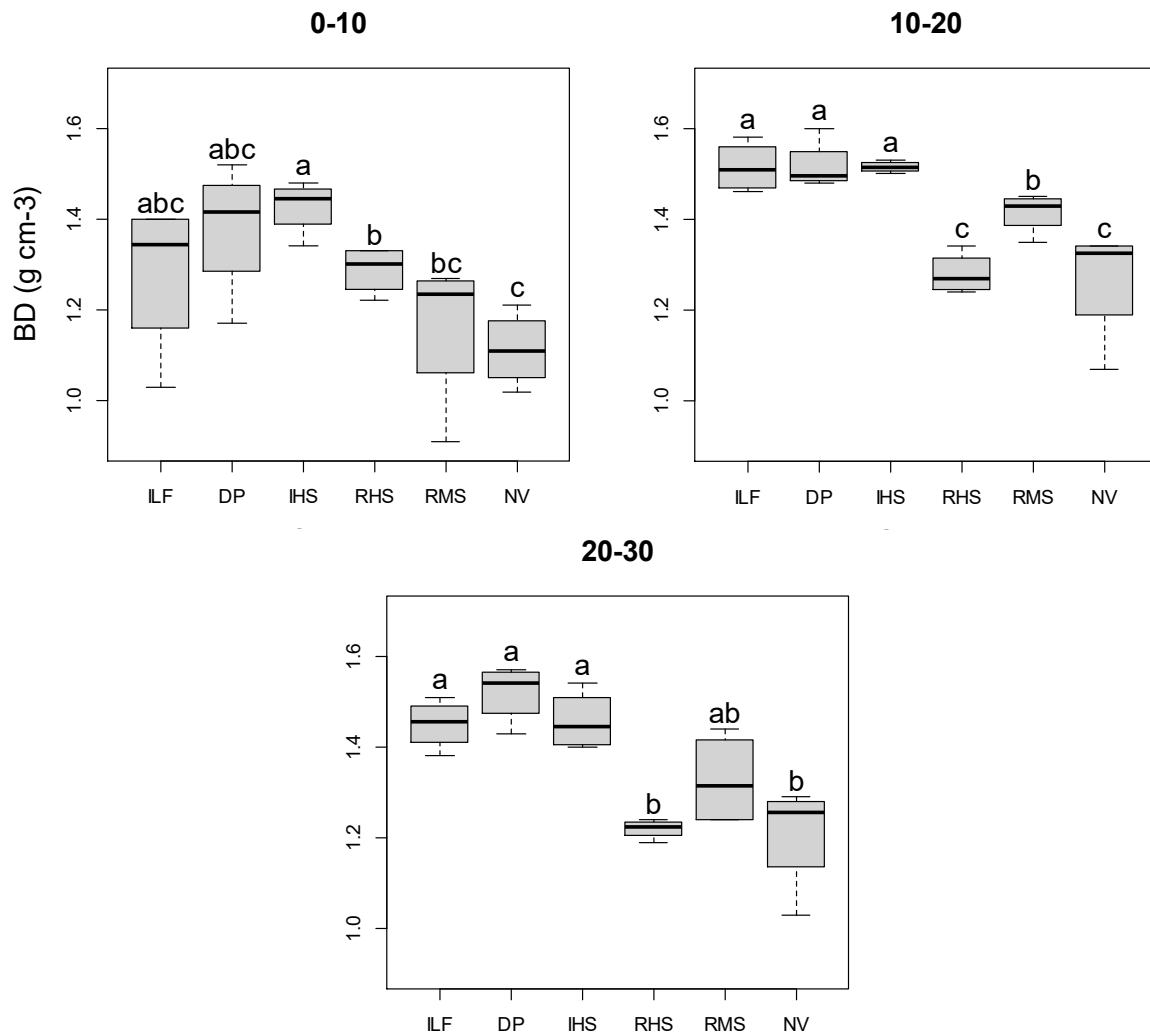 0-10
10-20
BD (g cm-3)
1.6
1.4
1.2
1.0
abc
abc
a
b
bc
c
ILF DP IHS RHS RMS NV
1.6
1.4
1.2
1.0
a
a
a
c
b
c
ILF DP IHS RHS RMS NV
20-30
1.6
1.4
1.2
1.0
a
a
a
b
ab
b
ILF DP IHS RHS RMS NV